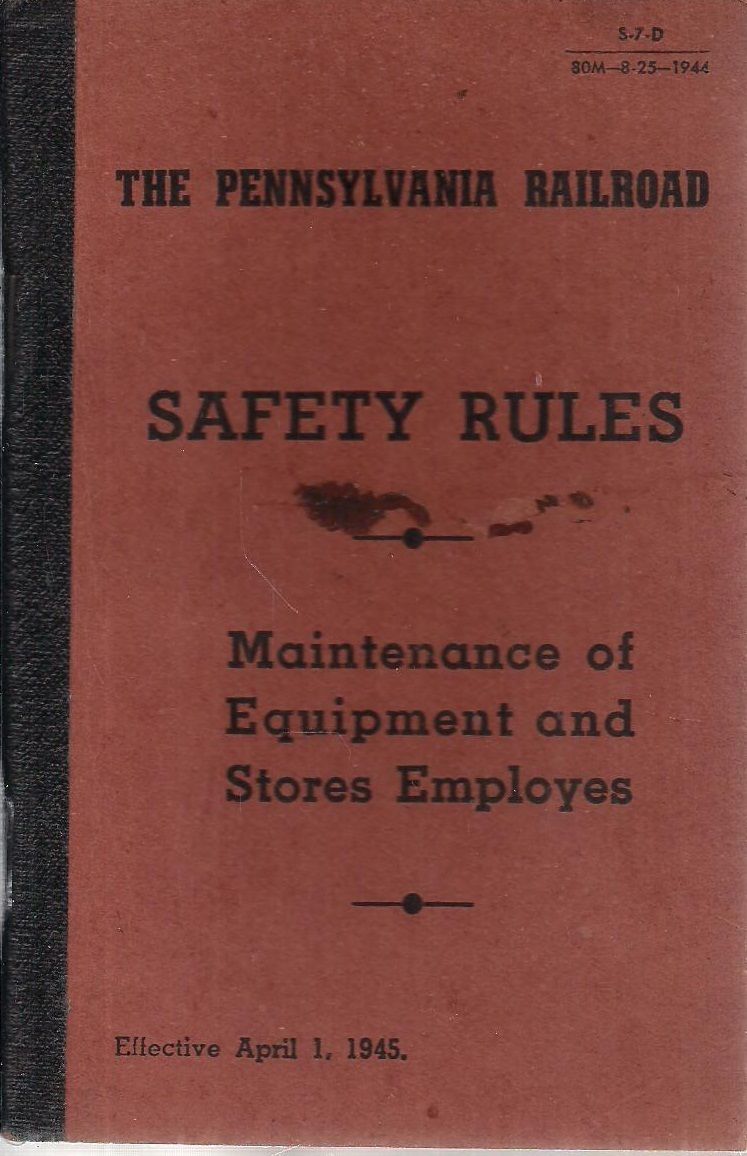 S-7-D
80M—8-25—1944
THE PENNSYLVANIA RAILROAD
SAFETY RULES
Maintenance of
Equipment and
Stores Employes
Effective April 1, 1945.